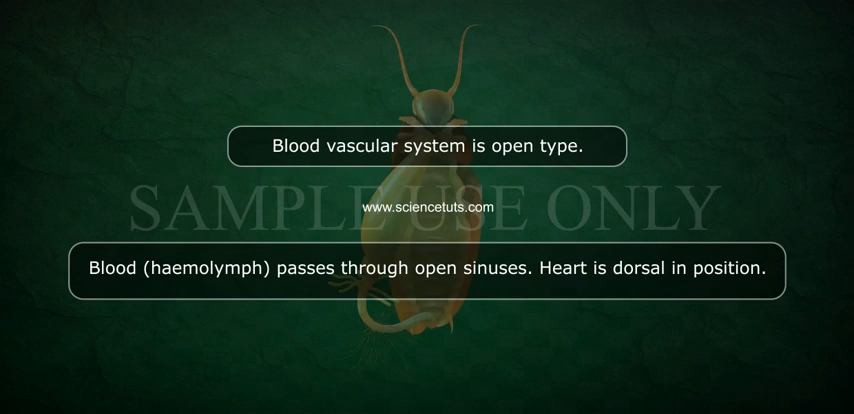 Blood vascular system is open type.
SAMPLE USE ONLY
www.sciencetuts.com
Blood (haemolymph) passes through open sinuses. Heart is dorsal in position.